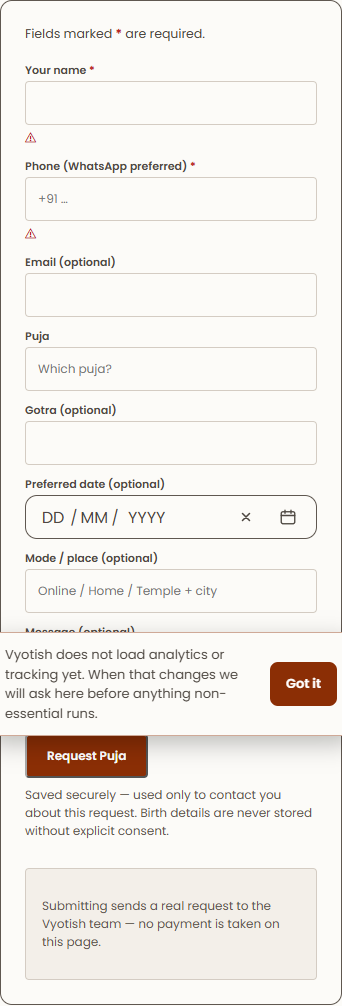 Fields marked * are required.
Your name *
Phone (WhatsApp preferred) *
+91 ...
Email (optional)
Puja
Which puja?
Gotra (optional)
Preferred date (optional)
DD / MM / YYYY
Mode / place (optional)
Online / Home / Temple + city
Message (optional)
Vyotish does not load analytics or
tracking yet. When that changes we
will ask here before anything non-
essential runs.
Got it
Request Puja
Saved securely — used only to contact you
about this request. Birth details are never stored
without explicit consent.
Submitting sends a real request to the
Vyotish team — no payment is taken on
this page.